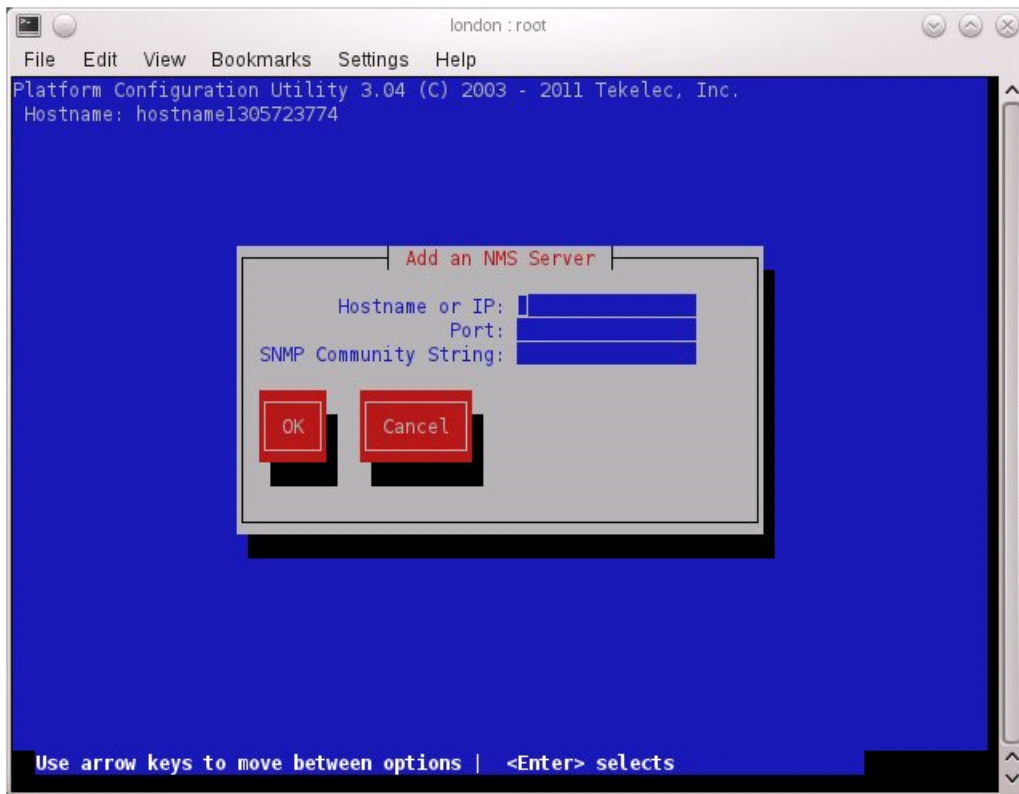 london : root
File Edit View Bookmarks Settings Help
Platform Configuration Utility 3.04 (C) 2003 - 2011 Tekelec, Inc.
Hostname: hostname1305723774
Add an NMS Server
Hostname or IP:
Port:
SNMP Community String:
OK Cancel
Use arrow keys to move between options | <Enter> selects